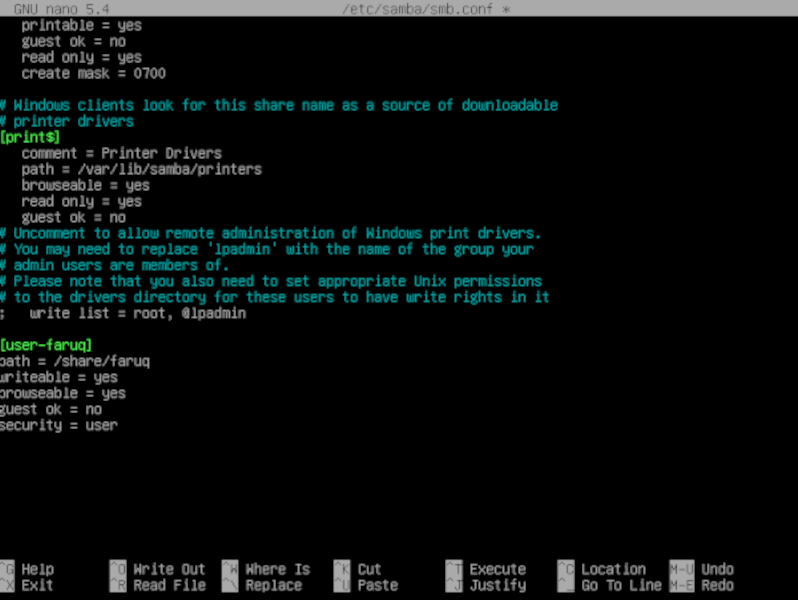 GNU nano 5.4 /etc/samba/smb.conf *
printable = yes
guest ok = no
read only = yes
create mask = 0700
# Windows clients look for this share name as a source of downloadable
# printer drivers
[print$]
comment = Printer Drivers
path = /var/lib/samba/printers
browseable = yes
read only = yes
guest ok = no
# Uncomment to allow remote administration of Windows print drivers.
# You may need to replace 'lpadmin' with the name of the group your
# admin users are members of.
# Please note that you also need to set appropriate Unix permissions
# to the drivers directory for these users to have write rights in it
; write list = root, @lpadmin
[user-faruq]
path = /share/faruq
writeable = yes
browseable = yes
guest ok = no
security = user
^G Help ^O Write Out ^W Where Is ^K Cut ^T Execute ^C Location M-U Undo
^X Exit ^R Read File ^\ Replace ^U Paste ^J Justify ^_ Go To Line M-E Redo